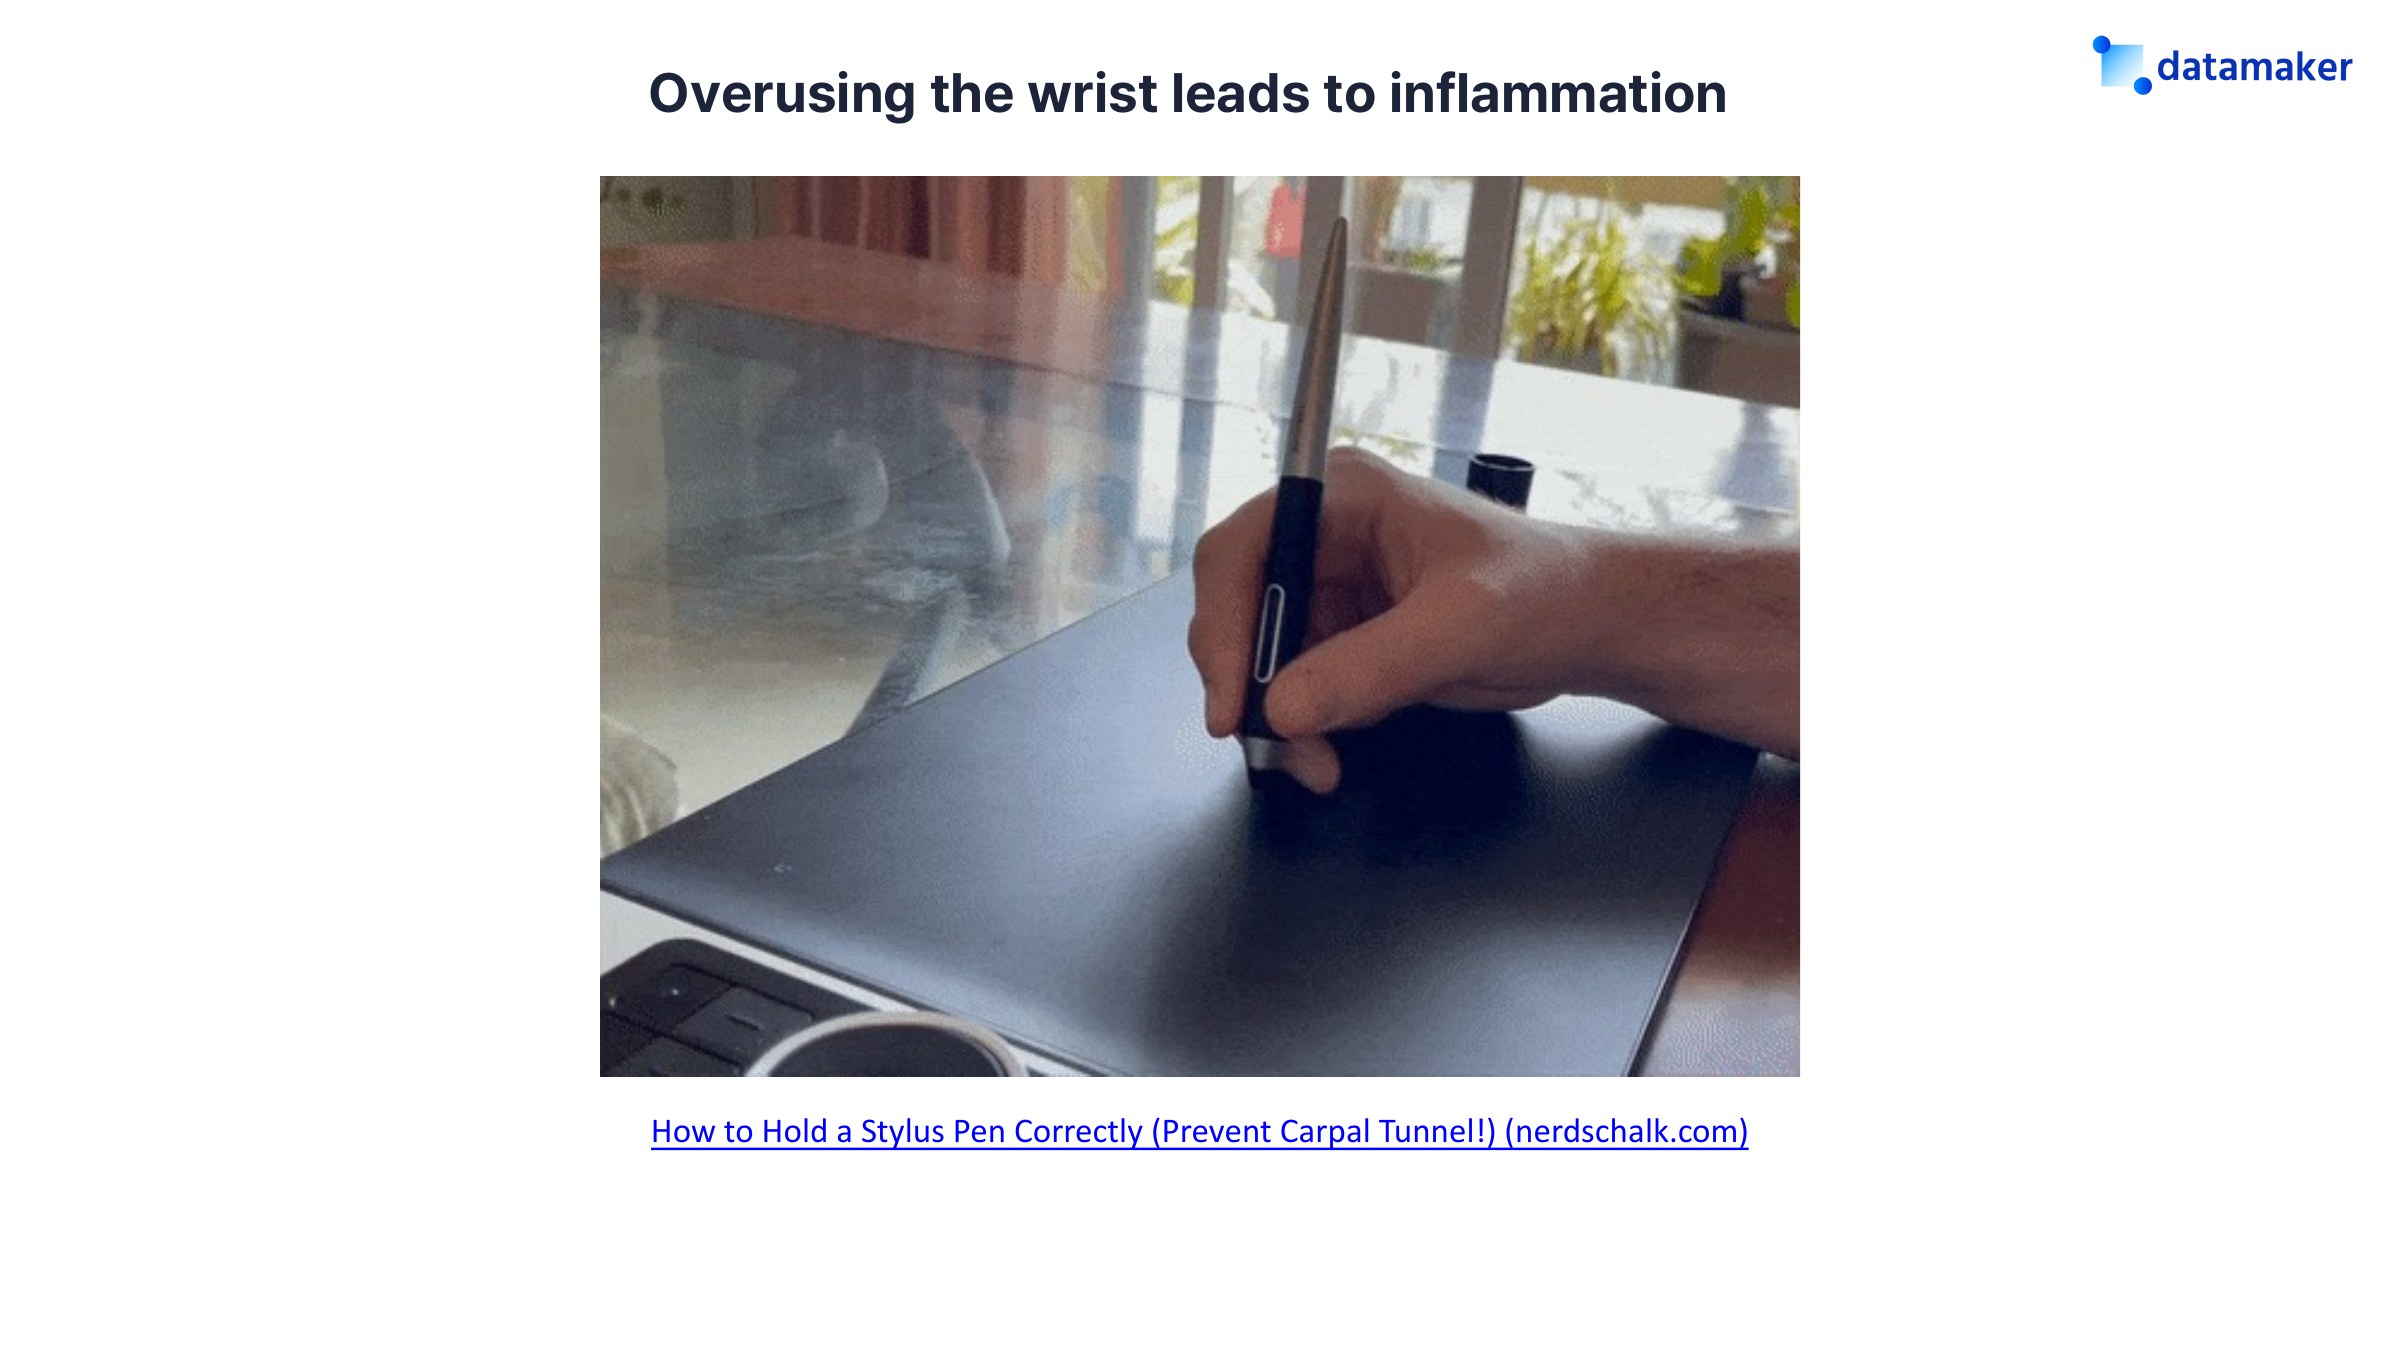 Overusing the wrist leads to inflammation
datamaker
How to Hold a Stylus Pen Correctly (Prevent Carpal Tunnel!) (nerdschalk.com)